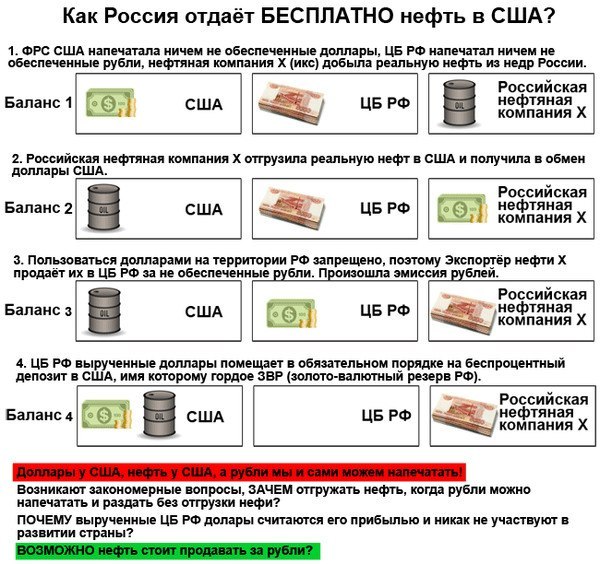 Как Россия отдаёт БЕСПЛАТНО нефть в США?
1. ФРС США напечатала ничем не обеспеченные доллары, ЦБ РФ напечатал ничем не
обеспеченные рубли, нефтяная компания X (икс) добыла реальную нефть из недр России.
Баланс 1
США
ЦБ РФ
OIL
Российская
нефтяная
компания X
2. Российская нефтяная компания X отгрузила реальную нефт в США и получила в обмен
доллары США.
Баланс 2
OIL
США
ЦБ РФ
Российская
нефтяная
компания X
3. Пользоваться долларами на территории РФ запрещено, поэтому Экспортёр нефти X
продаёт их в ЦБ РФ за не обеспеченные рубли. Произошла эмиссия рублей.
Баланс 3
OIL
США
ЦБ РФ
Российская
нефтяная
компания X
4. ЦБ РФ вырученные доллары помещает в обязательном порядке на беспроцентный
депозит в США, имя которому гордое ЗВР (золото-валютный резерв РФ).
Баланс 4
OIL
США
ЦБ РФ
Российская
нефтяная
компания X
Доллары у США, нефть у США, а рубли мы и сами можем напечатать!
Возникают закономерные вопросы, ЗАЧЕМ отгружать нефть, когда рубли можно
напечатать и раздать без отгрузки нефи?
ПОЧЕМУ вырученные ЦБ РФ долары считаются его прибылью и никак не участвуют в
развитии страны?
ВОЗМОЖНО нефть стоит продавать за рубли?